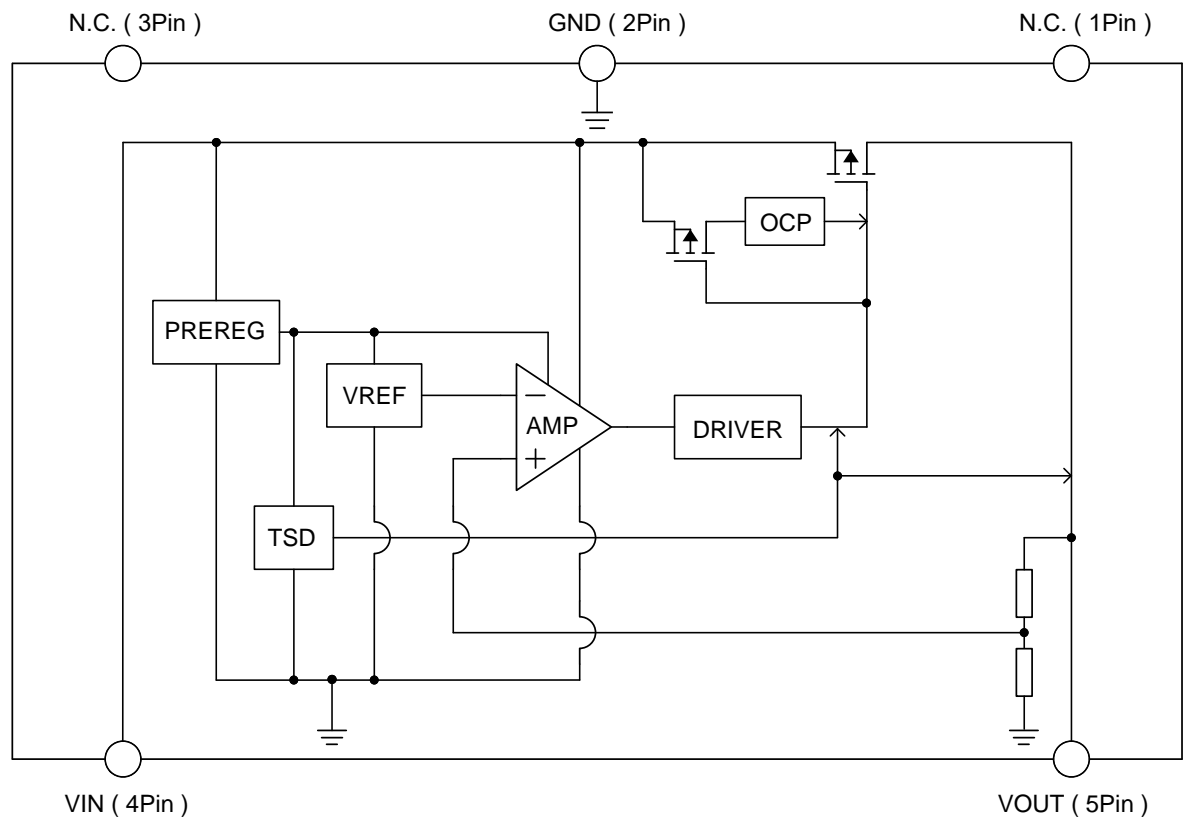 N.C. ( 3Pin )
GND ( 2Pin )
N.C. ( 1Pin )
OCP
PREREG
VREF
−
AMP
+
DRIVER
TSD
VIN ( 4Pin )
VOUT ( 5Pin )